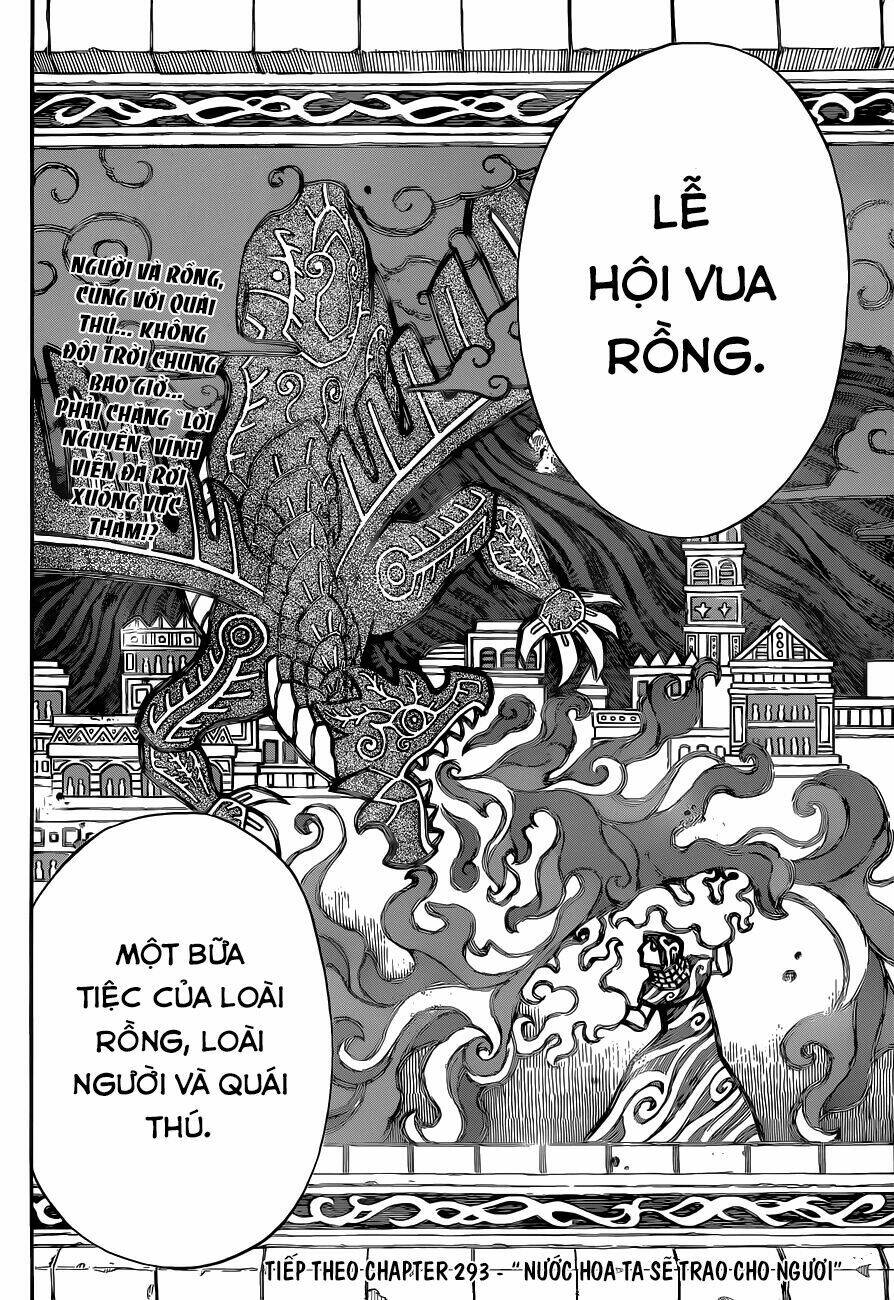 LỄ
HỘI VUA
RỒNG.
NGƯỜI VÀ RỒNG,
CÙNG VỚI QUÁI
THÚ... KHÔNG
ĐỘI TRỜI CHUNG
BAO GIỜ...
PHẢI CHĂNG "LỜI
NGUYỀN" VĨNH
VIỄN ĐÃ RƠI
XUỐNG VỰC
THẲM!?
MỘT BỮA
TIỆC CỦA LOÀI
RỒNG, LOÀI
NGƯỜI VÀ QUÁI
THÚ.
TIẾP THEO CHAPTER 293 - "NƯỚC HOA TA SẼ TRAO CHO NGƯƠI"